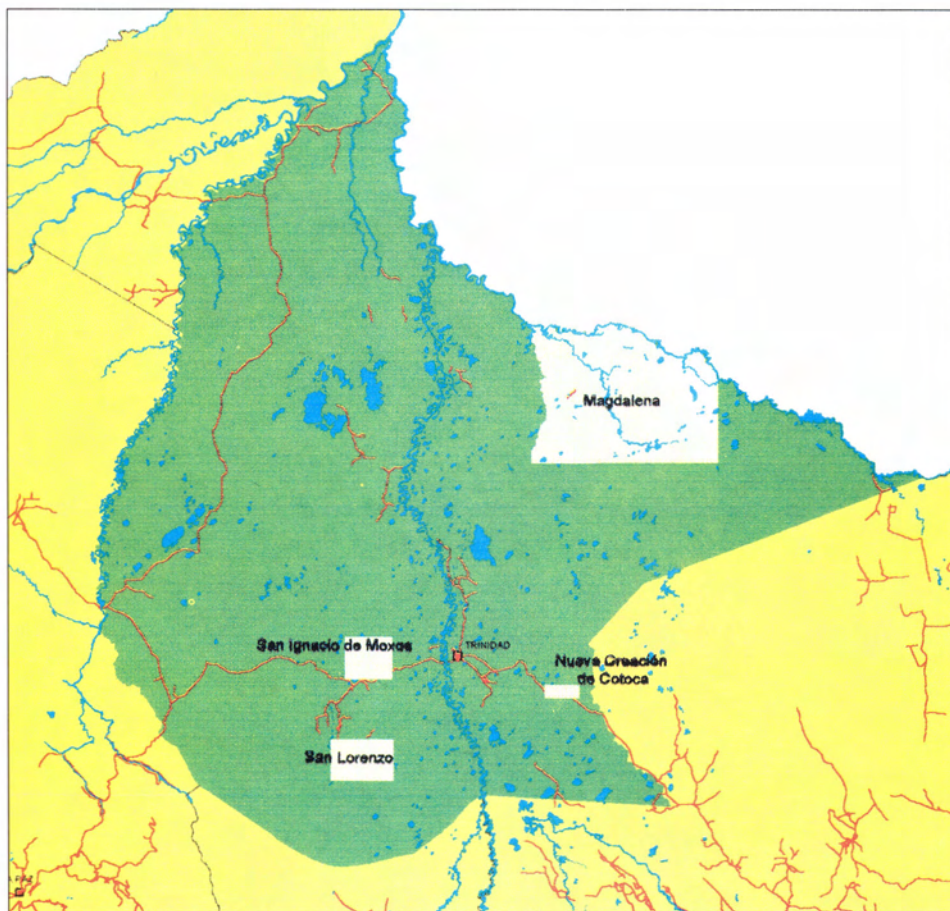 Magdalena
San Ignacio de Moxos
TRINIDAD
Nueva Creación
de Cotoca
San Lorenzo